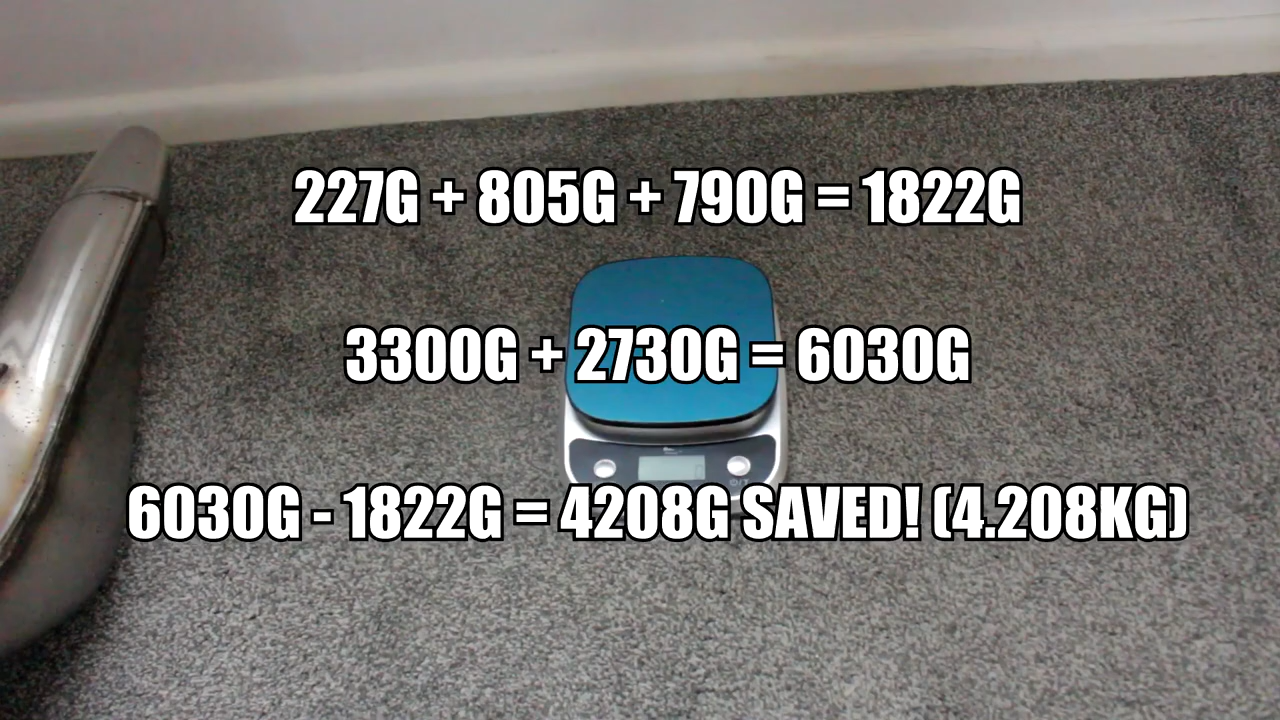 227G + 805G + 790G = 1822G
3300G + 2730G = 6030G
6030G - 1822G = 4208G SAVED! (4.208KG)